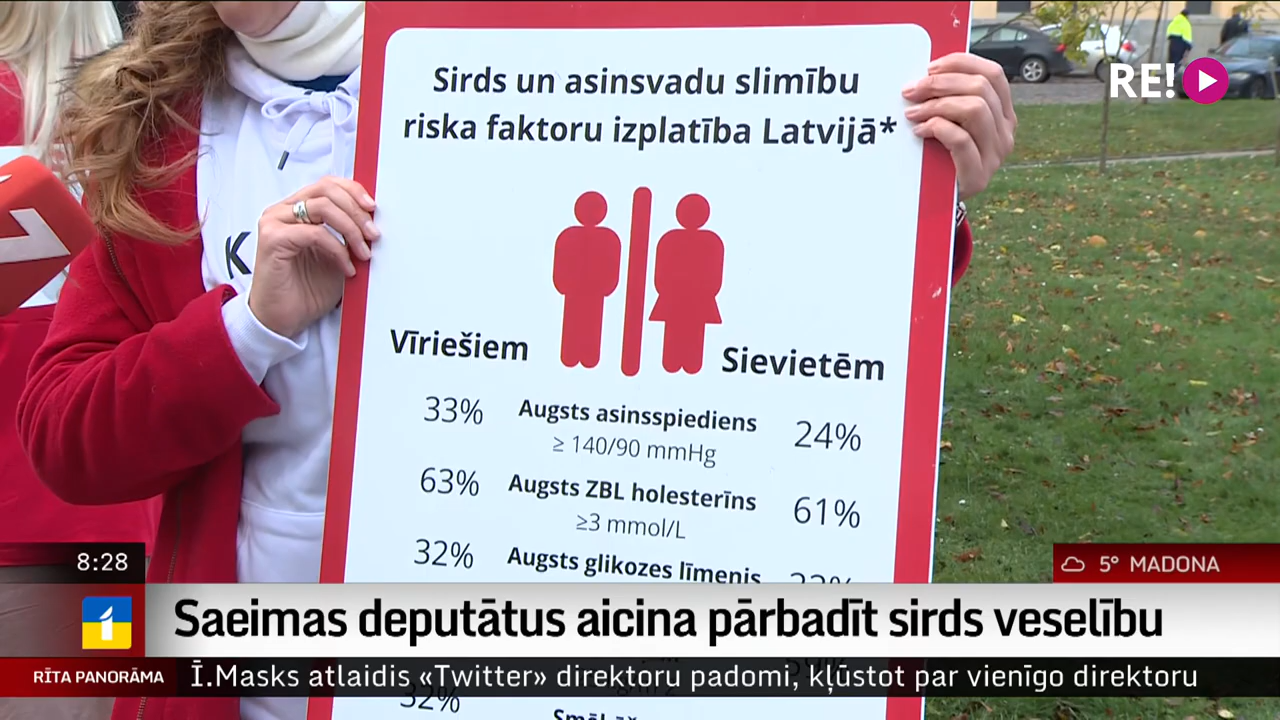 RE!
Sirds un asinsvadu slimību
riska faktoru izplatība Latvijā*
K
Vīriešiem
Sievietēm
33%
Augsts asinsspiediens
24%
≥ 140/90 mmHg
63%
Augsts ZBL holesterīns
61%
≥3 mmol/L
32%
Augsts glikozes līmenis
8:28
5° MADONA
1
Saeimas deputātus aicina pārbadīt sirds veselību
RĪTA PANORĀMA
Ī.Masks atlaidis «Twitter» direktoru padomi, kļūstot par vienīgo direktoru
32%